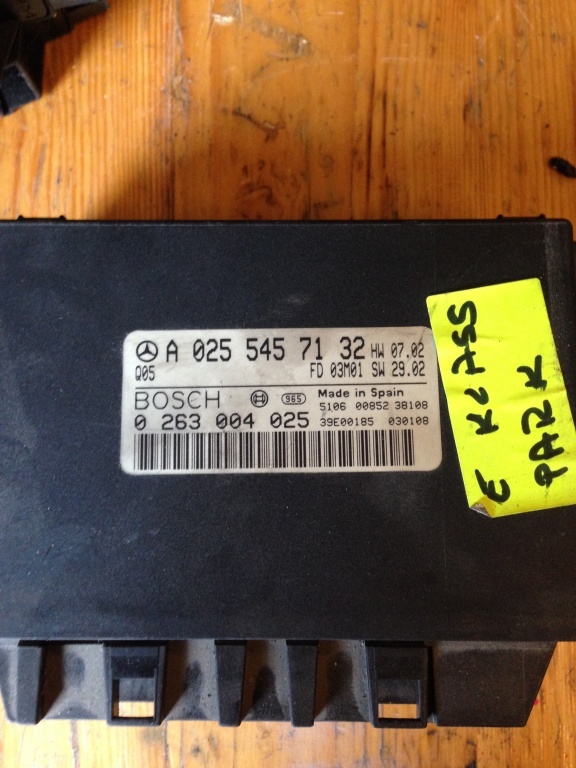 A 025 545 71 32 HW 07.02
Q05 FD 03M01 SW 29.02
BOSCH 965 Made in Spain
5106 00852 38108
0 263 004 025 39E00185 030108
E KLASS
PARK